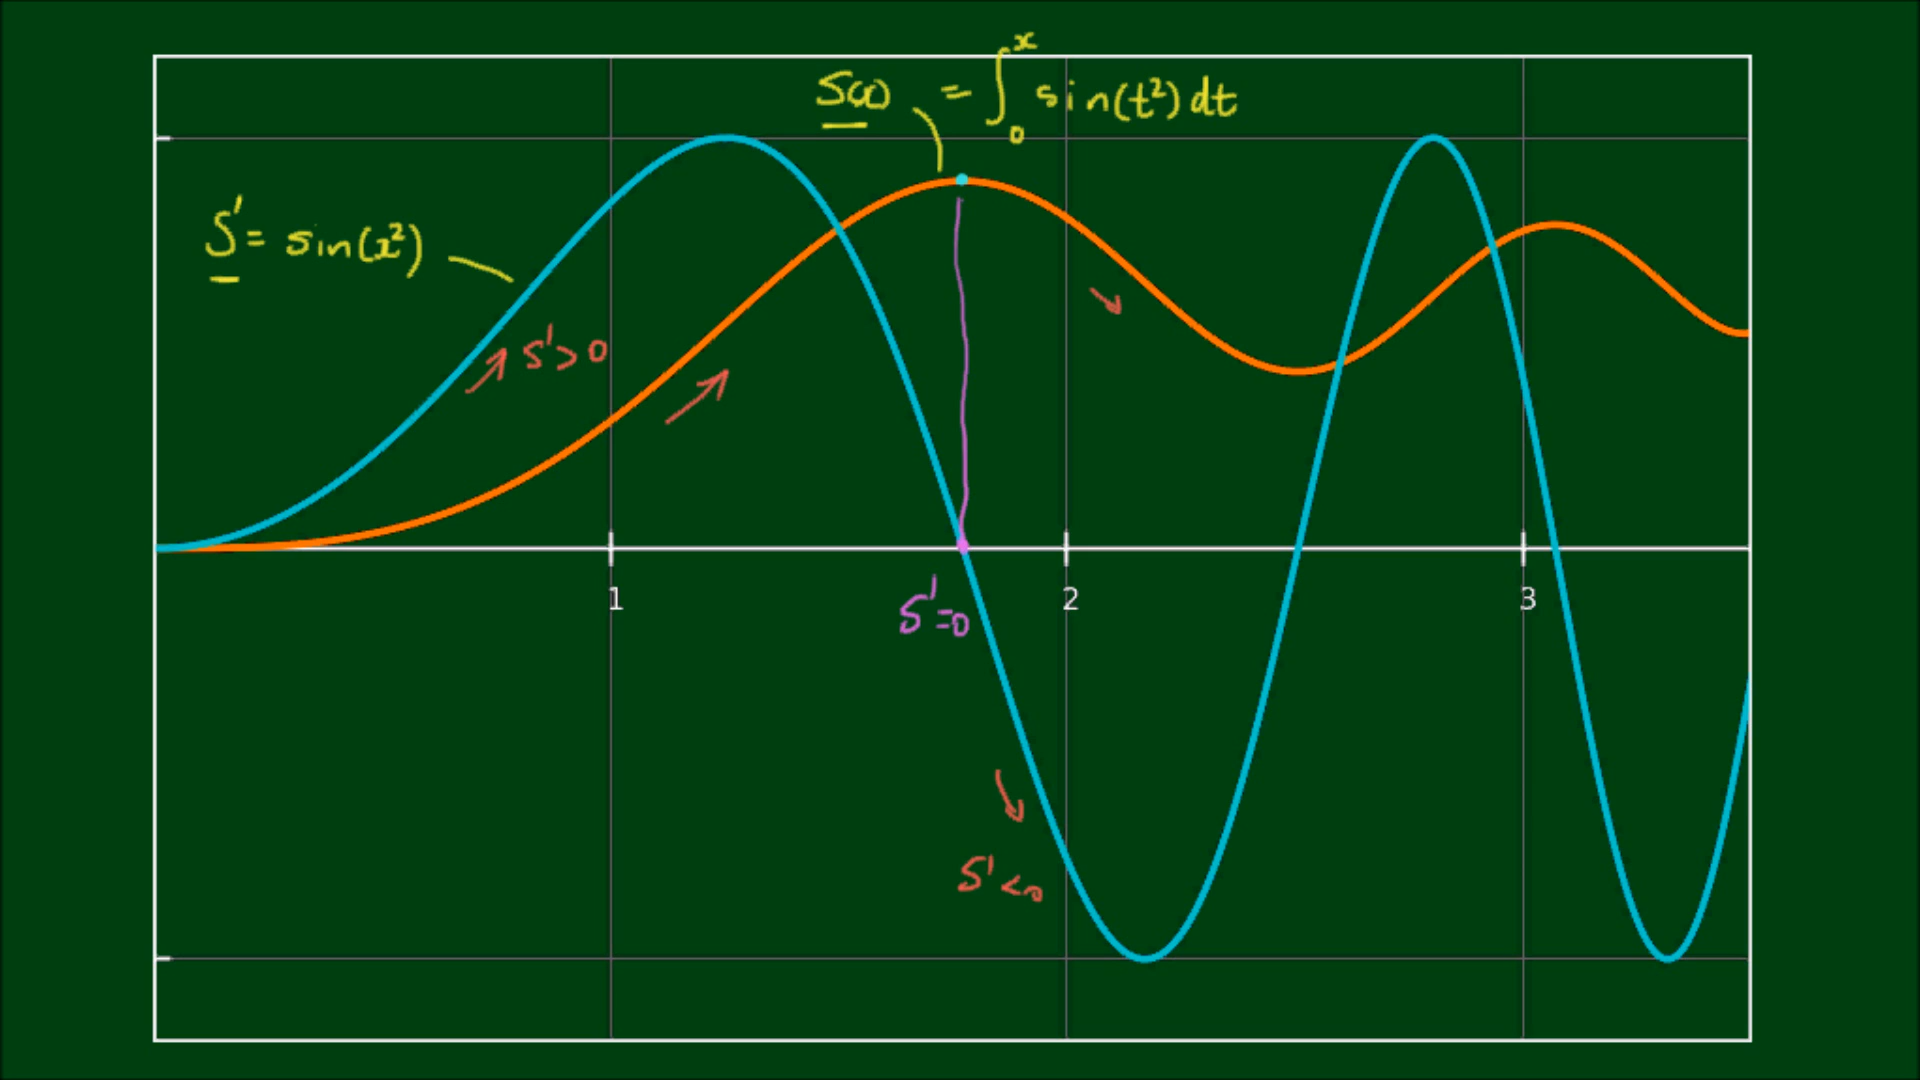 S(x) = ∫₀ˣ sin(t²) dt
S' = sin(x²)
S' > 0
1 2 3
S' = 0
S' < 0